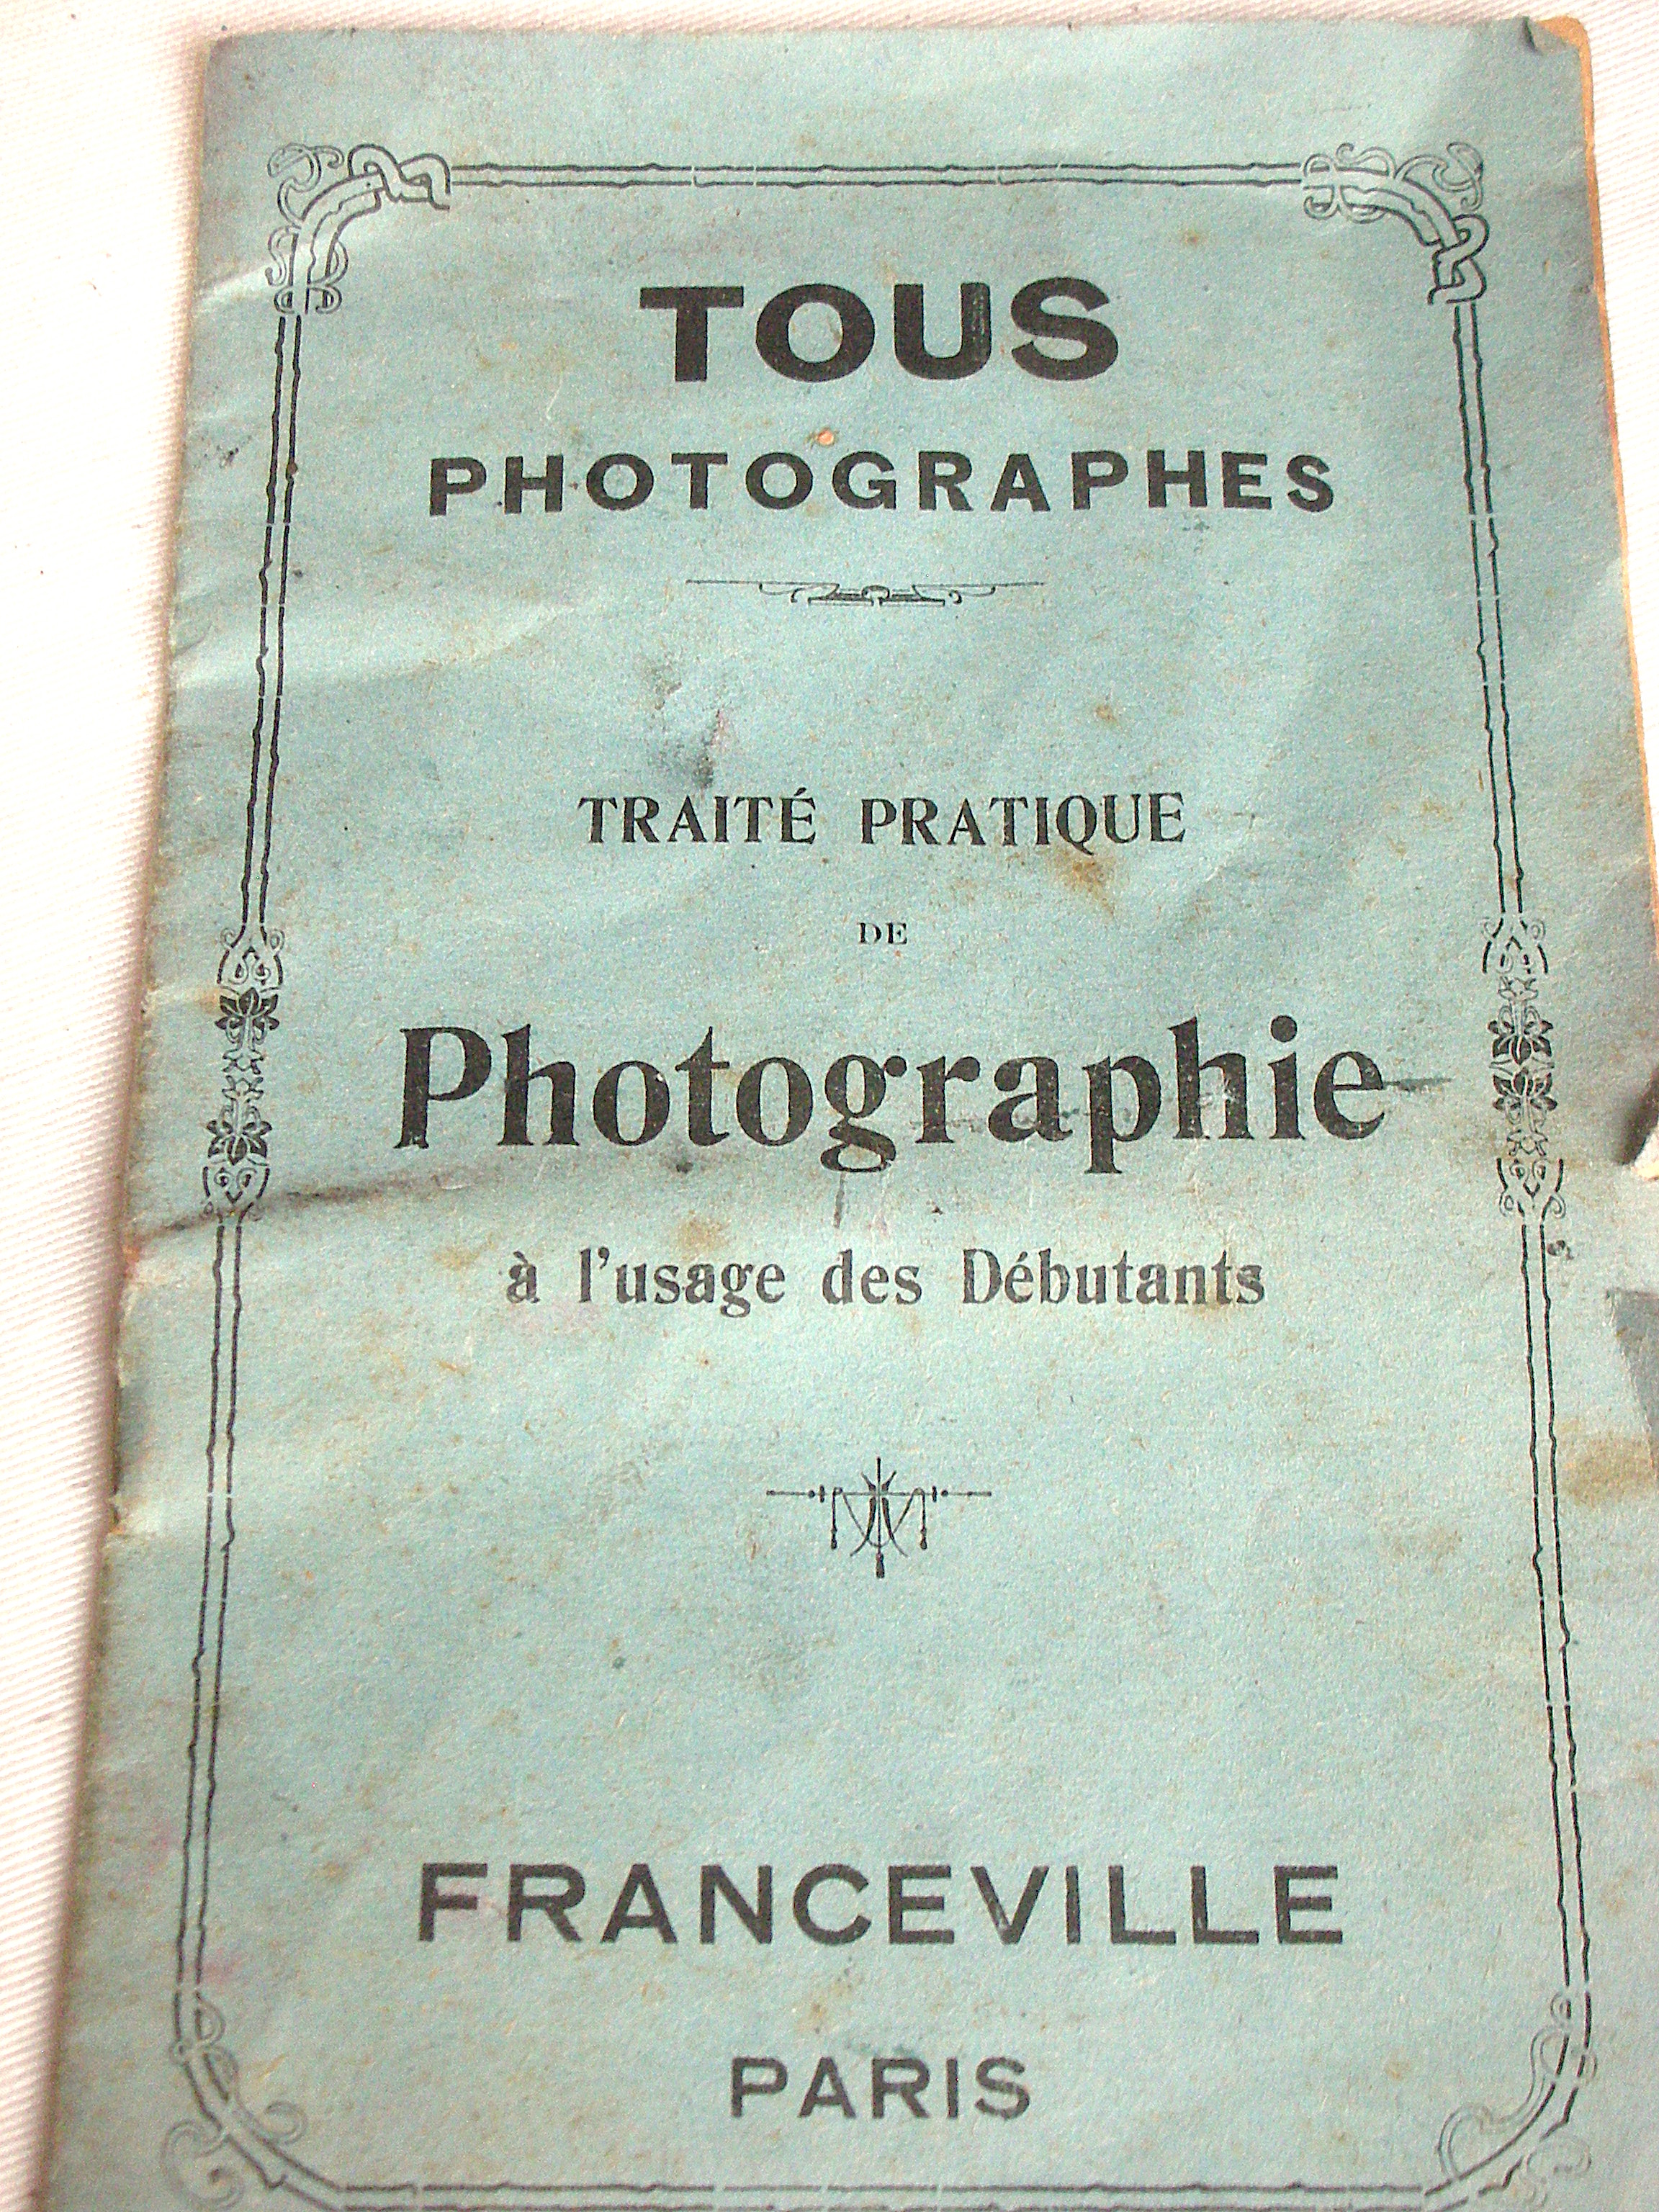 TOUS
PHOTOGRAPHES
TRAITÉ PRATIQUE
DE
Photographie
à l'usage des Débutants
FRANCEVILLE
PARIS